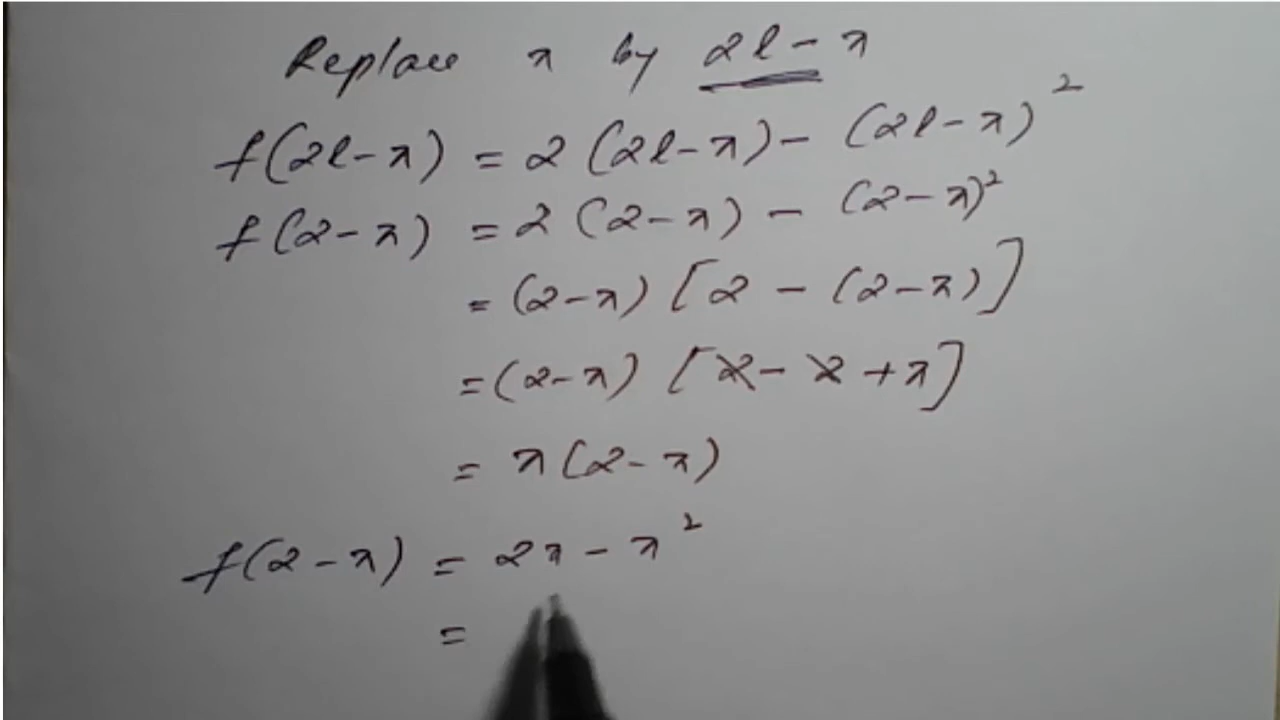 Replace x by 2l - x
f(2l-x) = 2(2l-x) - (2l-x)²
f(2-x) = 2(2-x) - (2-x)²
= (2-x) [2 - (2-x)]
= (2-x) [2 - 2 + x]
= x(2-x)
f(2-x) = 2x - x²
=